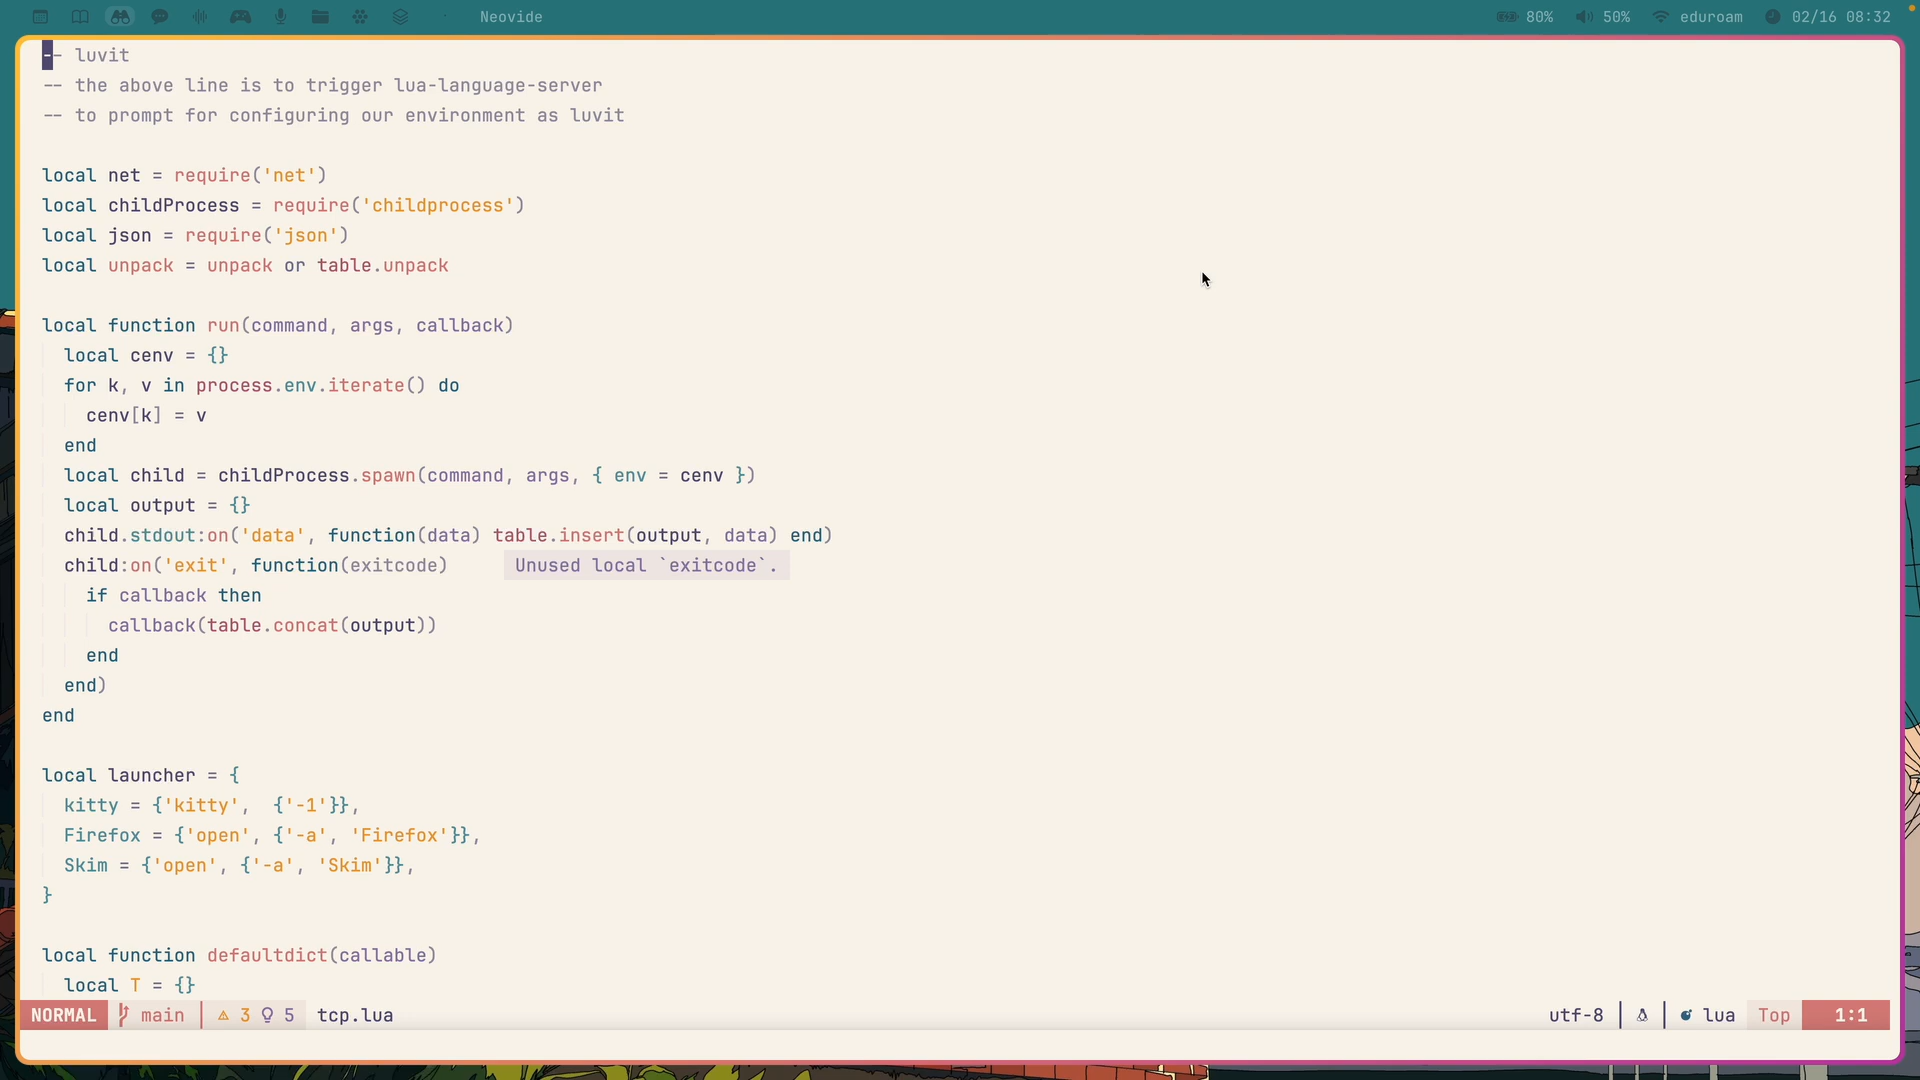 Neovide
80%
50%
eduroam
02/16 08:32
-- luvit
-- the above line is to trigger lua-language-server
-- to prompt for configuring our environment as luvit
local net = require('net')
local childProcess = require('childprocess')
local json = require('json')
local unpack = unpack or table.unpack
local function run(command, args, callback)
  local cenv = {}
  for k, v in process.env.iterate() do
    cenv[k] = v
  end
  local child = childProcess.spawn(command, args, { env = cenv })
  local output = {}
  child.stdout:on('data', function(data) table.insert(output, data) end)
  child:on('exit', function(exitcode)     Unused local `exitcode`.
    if callback then
      callback(table.concat(output))
    end
  end)
end
local launcher = {
  kitty = {'kitty',  {'-1'}},
  Firefox = {'open', {'-a', 'Firefox'}},
  Skim = {'open', {'-a', 'Skim'}},
}
local function defaultdict(callable)
  local T = {}
NORMAL main 3 5 tcp.lua utf-8 lua Top 1:1